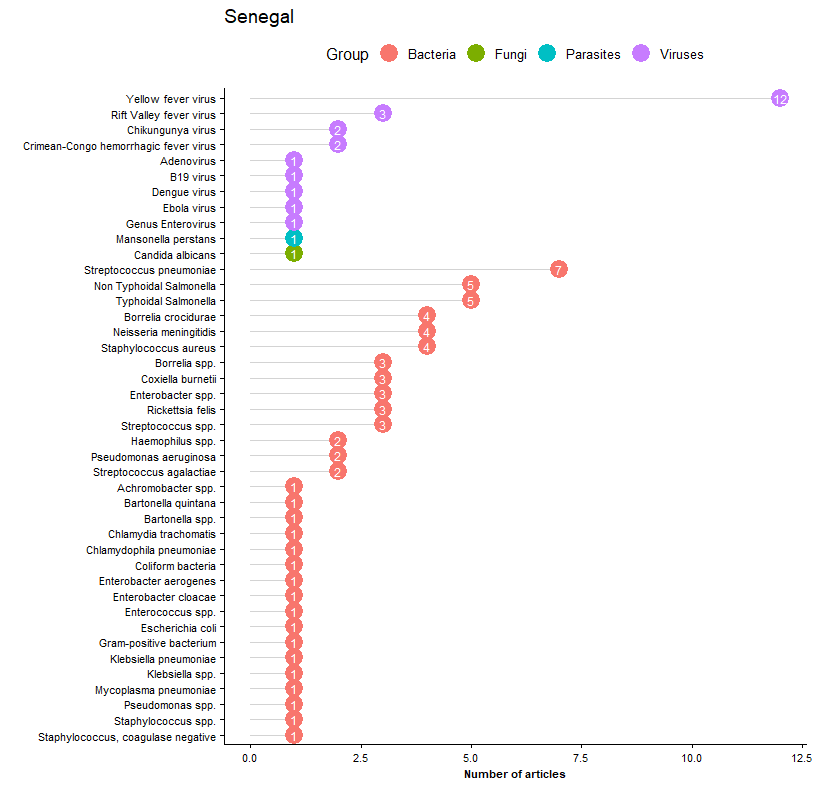 Senegal
Group Bacteria Fungi Parasites Viruses
Yellow fever virus 12
Rift Valley fever virus 3
Chikungunya virus 2
Crimean-Congo hemorrhagic fever virus 2
Adenovirus 1
B19 virus 1
Dengue virus 1
Ebola virus 1
Genus Enterovirus 1
Mansonella perstans 1
Candida albicans 1
Streptococcus pneumoniae 7
Non Typhoidal Salmonella 5
Typhoidal Salmonella 5
Borrelia crocidurae 4
Neisseria meningitidis 4
Staphylococcus aureus 4
Borrelia spp. 3
Coxiella burnetii 3
Enterobacter spp. 3
Rickettsia felis 3
Streptococcus spp. 3
Haemophilus spp. 2
Pseudomonas aeruginosa 2
Streptococcus agalactiae 2
Achromobacter spp. 1
Bartonella quintana 1
Bartonella spp. 1
Chlamydia trachomatis 1
Chlamydophila pneumoniae 1
Coliform bacteria 1
Enterobacter aerogenes 1
Enterobacter cloacae 1
Enterococcus spp. 1
Escherichia coli 1
Gram-positive bacterium 1
Klebsiella pneumoniae 1
Klebsiella spp. 1
Mycoplasma pneumoniae 1
Pseudomonas spp. 1
Staphylococcus spp. 1
Staphylococcus, coagulase negative 1
0.0 2.5 5.0 7.5 10.0 12.5
Number of articles